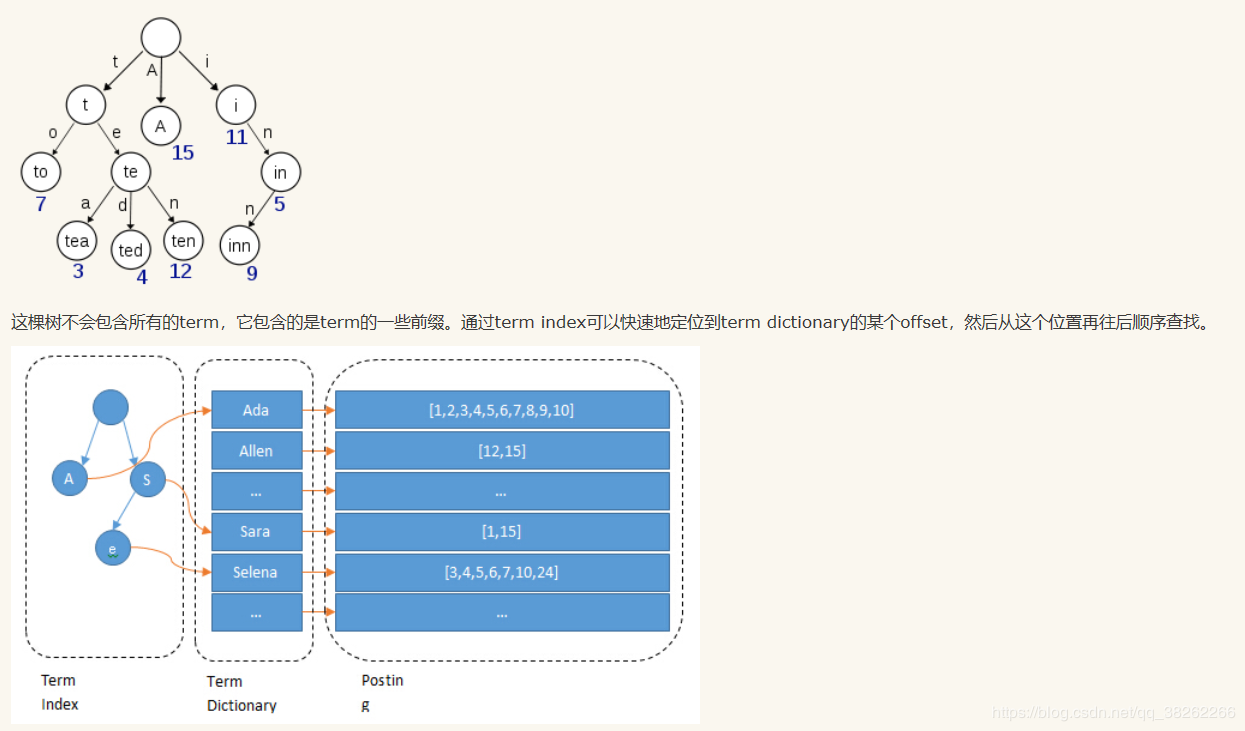 t A i
t A i
15 11
o e n
to te in
7 5
a d n n
tea ted ten inn
3 4 12 9
这棵树不会包含所有的term，它包含的是term的一些前缀。通过term index可以快速地定位到term dictionary的某个offset，然后从这个位置再往后顺序查找。
Ada [1,2,3,4,5,6,7,8,9,10]
Allen [12,15]
A S ... ...
Sara [1,15]
e Selena [3,4,5,6,7,10,24]
... ...
Term Term Postin
Index Dictionary g
https://blog.csdn.net/qq_38262266